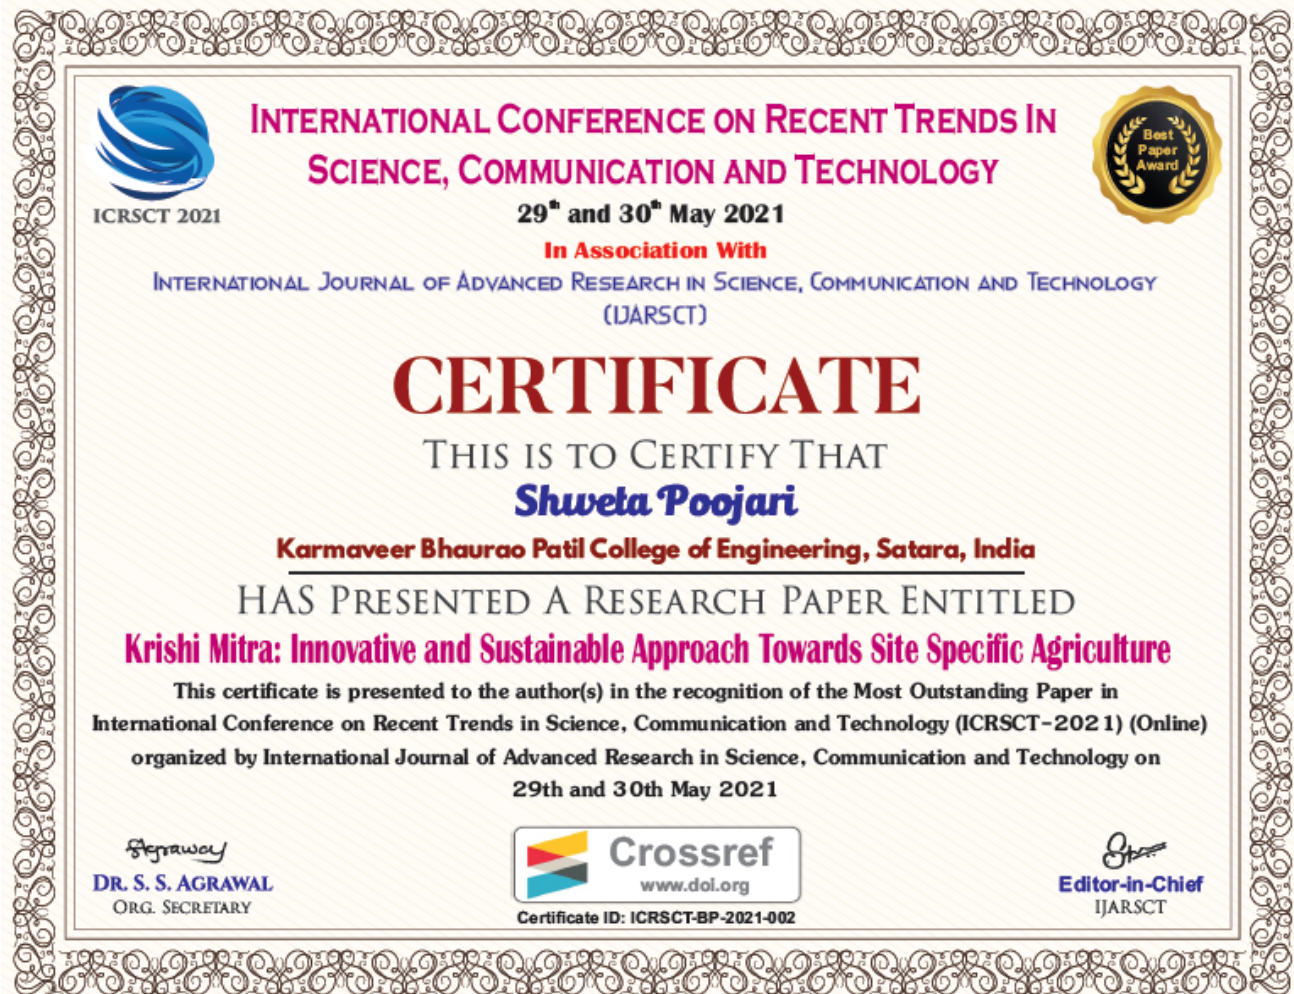 INTERNATIONAL CONFERENCE ON RECENT TRENDS IN
SCIENCE, COMMUNICATION AND TECHNOLOGY
ICRSCT 2021
Best
Paper
Award
29th and 30th May 2021
In Association With
INTERNATIONAL JOURNAL OF ADVANCED RESEARCH IN SCIENCE, COMMUNICATION AND TECHNOLOGY
(IJARSCT)
CERTIFICATE
THIS IS TO CERTIFY THAT
Shweta Poojari
Karmaveer Bhaurao Patil College of Engineering, Satara, India
HAS PRESENTED A RESEARCH PAPER ENTITLED
Krishi Mitra: Innovative and Sustainable Approach Towards Site Specific Agriculture
This certificate is presented to the author(s) in the recognition of the Most Outstanding Paper in
International Conference on Recent Trends in Science, Communication and Technology (ICRSCT-2021) (Online)
organized by International Journal of Advanced Research in Science, Communication and Technology on
29th and 30th May 2021
SAgrawal
DR. S. S. AGRAWAL
ORG. SECRETARY
Crossref
www.doi.org
Certificate ID: ICRSCT-BP-2021-002
Editor-in-Chief
IJARSCT